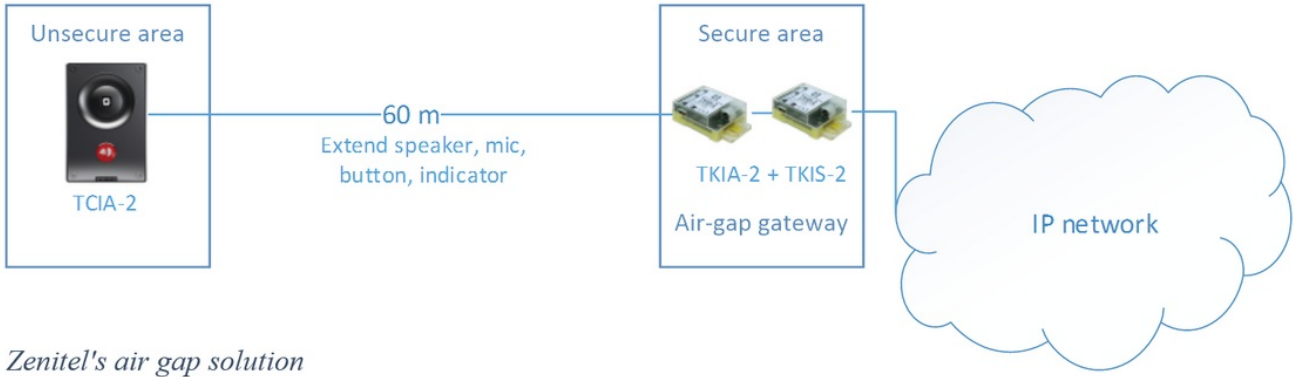 Unsecure area
TCIA-2
60 m
Extend speaker, mic,
button, indicator
Secure area
TKIA-2 + TKIS-2
Air-gap gateway
IP network
Zenitel's air gap solution